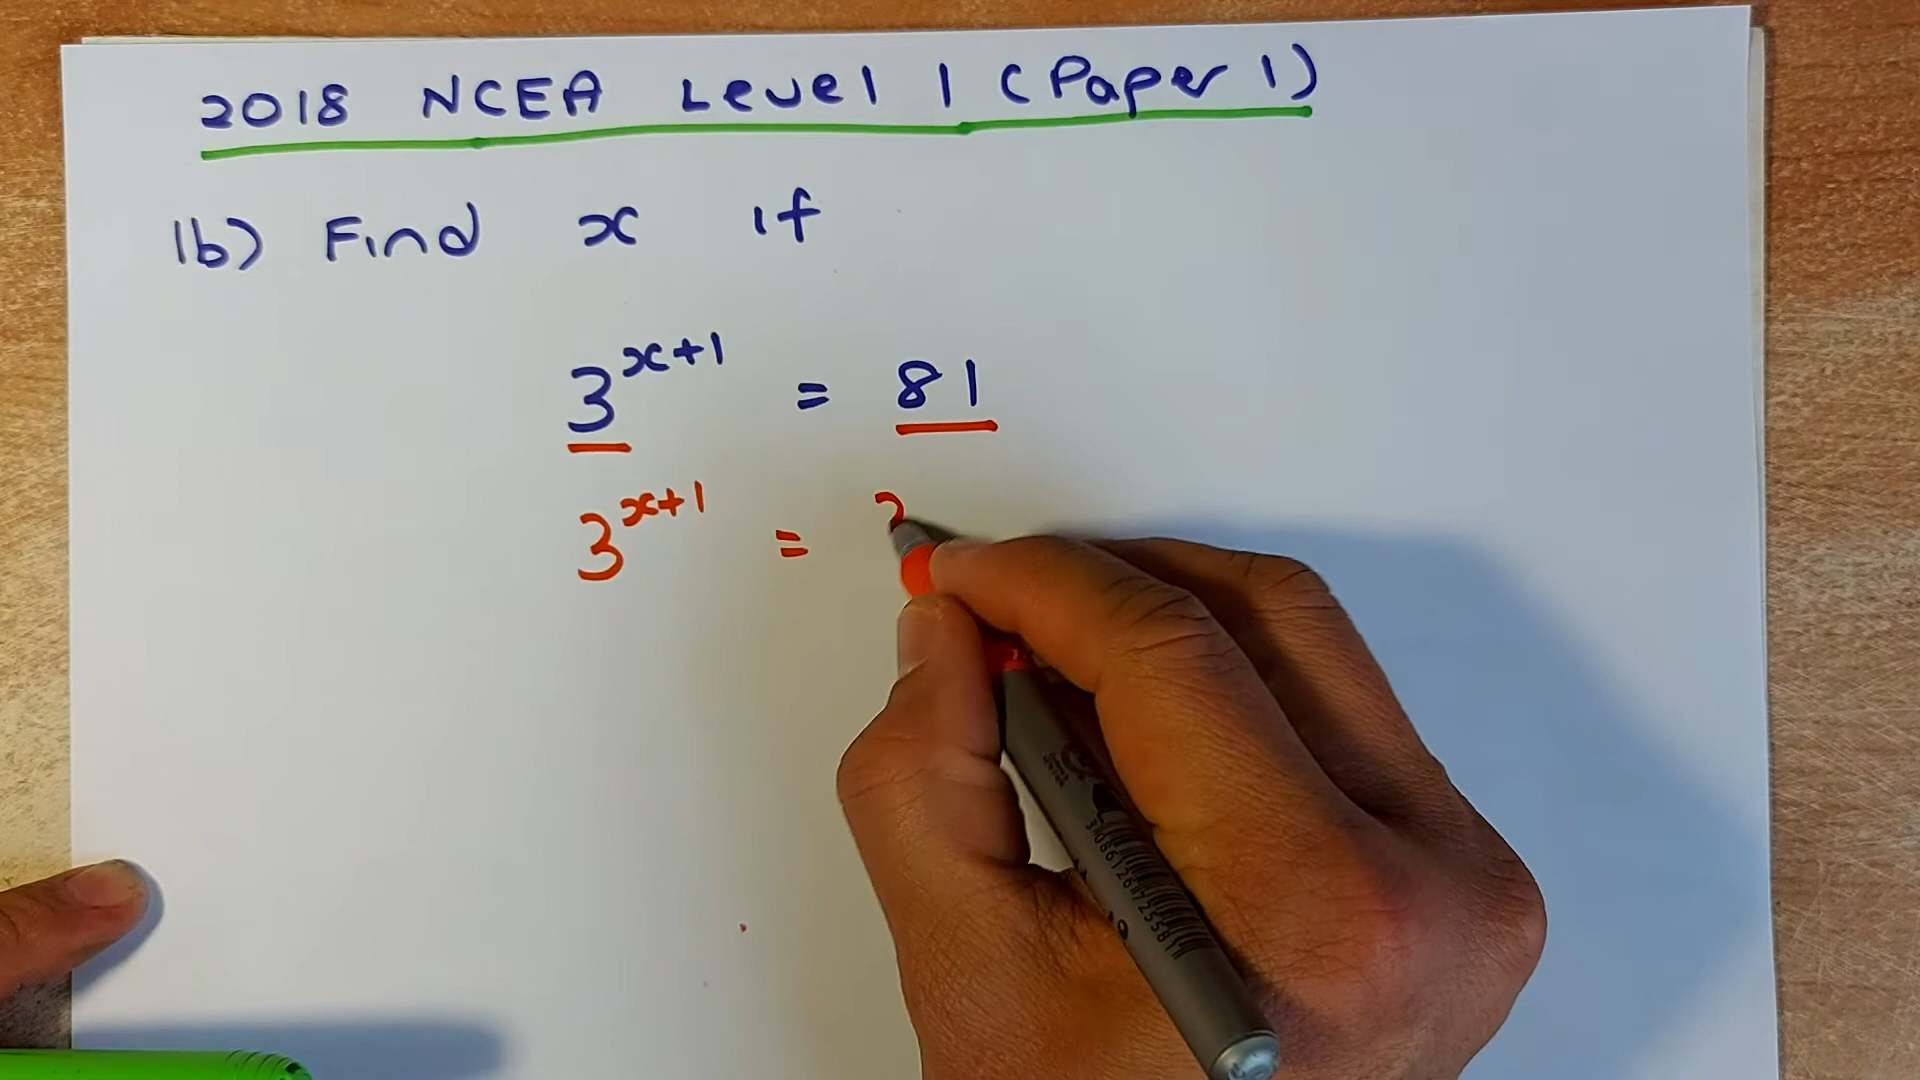 2018 NCEA Level 1 (Paper 1)
1b) Find x if
3^{x+1} = 81
3^{x+1} =